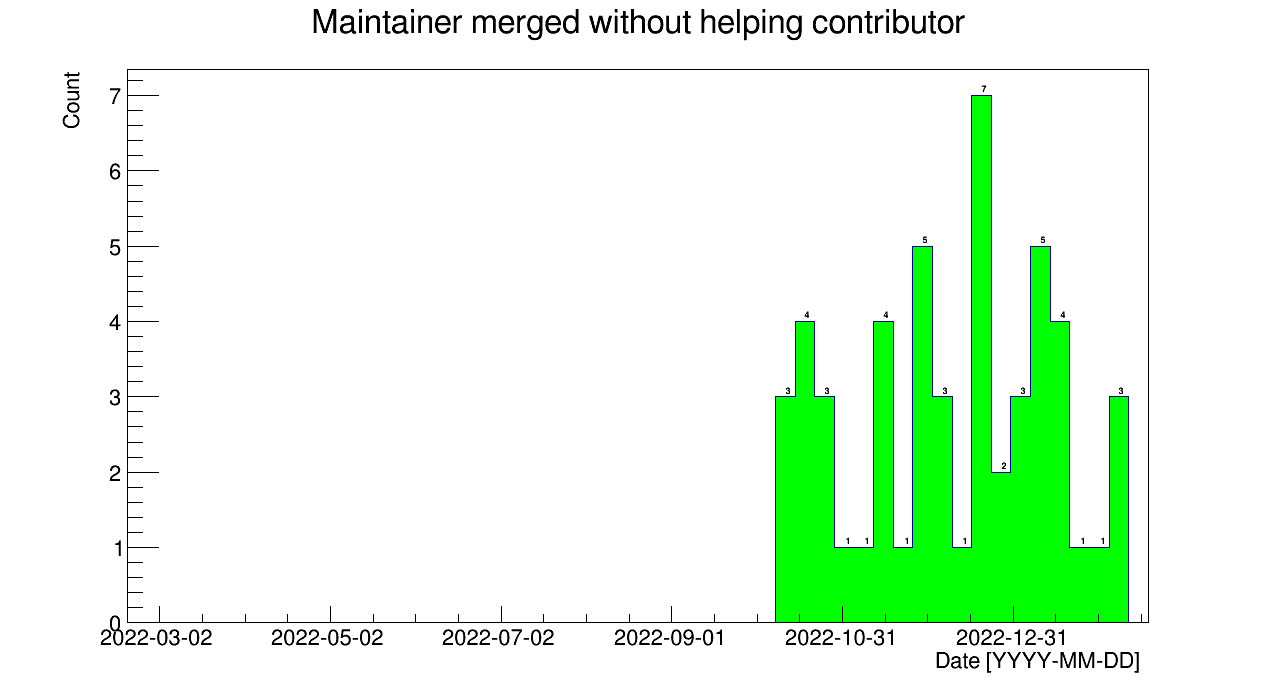 Maintainer merged without helping contributor
Count
7
6
5
4
3
2
1
0
3 4 3 1 1 4 1 5 3 1 7 2 3 5 4 1 1 3
2022-03-02 2022-05-02 2022-07-02 2022-09-01 2022-10-31 2022-12-31
Date [YYYY-MM-DD]